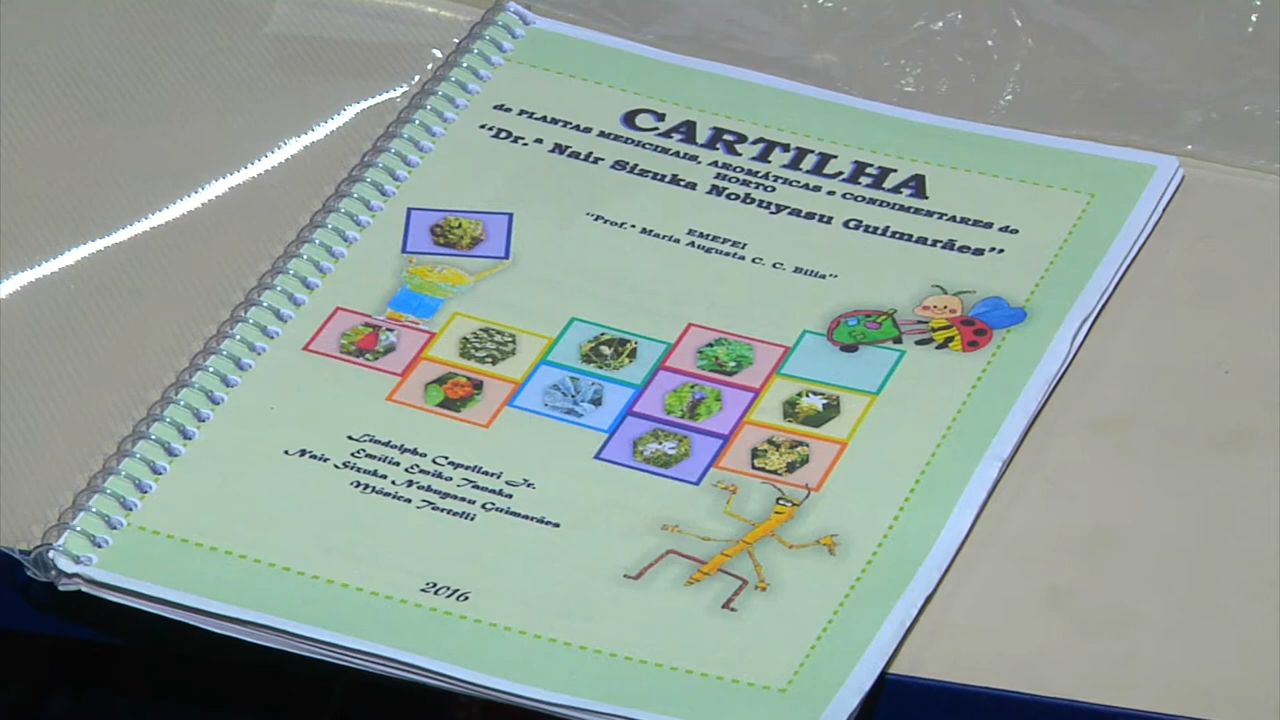 CARTILHA
de PLANTAS MEDICINAIS, AROMÁTICAS e CONDIMENTARES do
HORTO
“Dr.ª Nair Sizuka Nobuyasu Guimarães”
EMEFEI
“Prof.ª Maria Augusta C. C. Bilia”
Lindolpho Capellari Jr.
Emília Emiko Tanaka
Nair Sizuka Nobuyasu Guimarães
Mônica Tortelli
2016